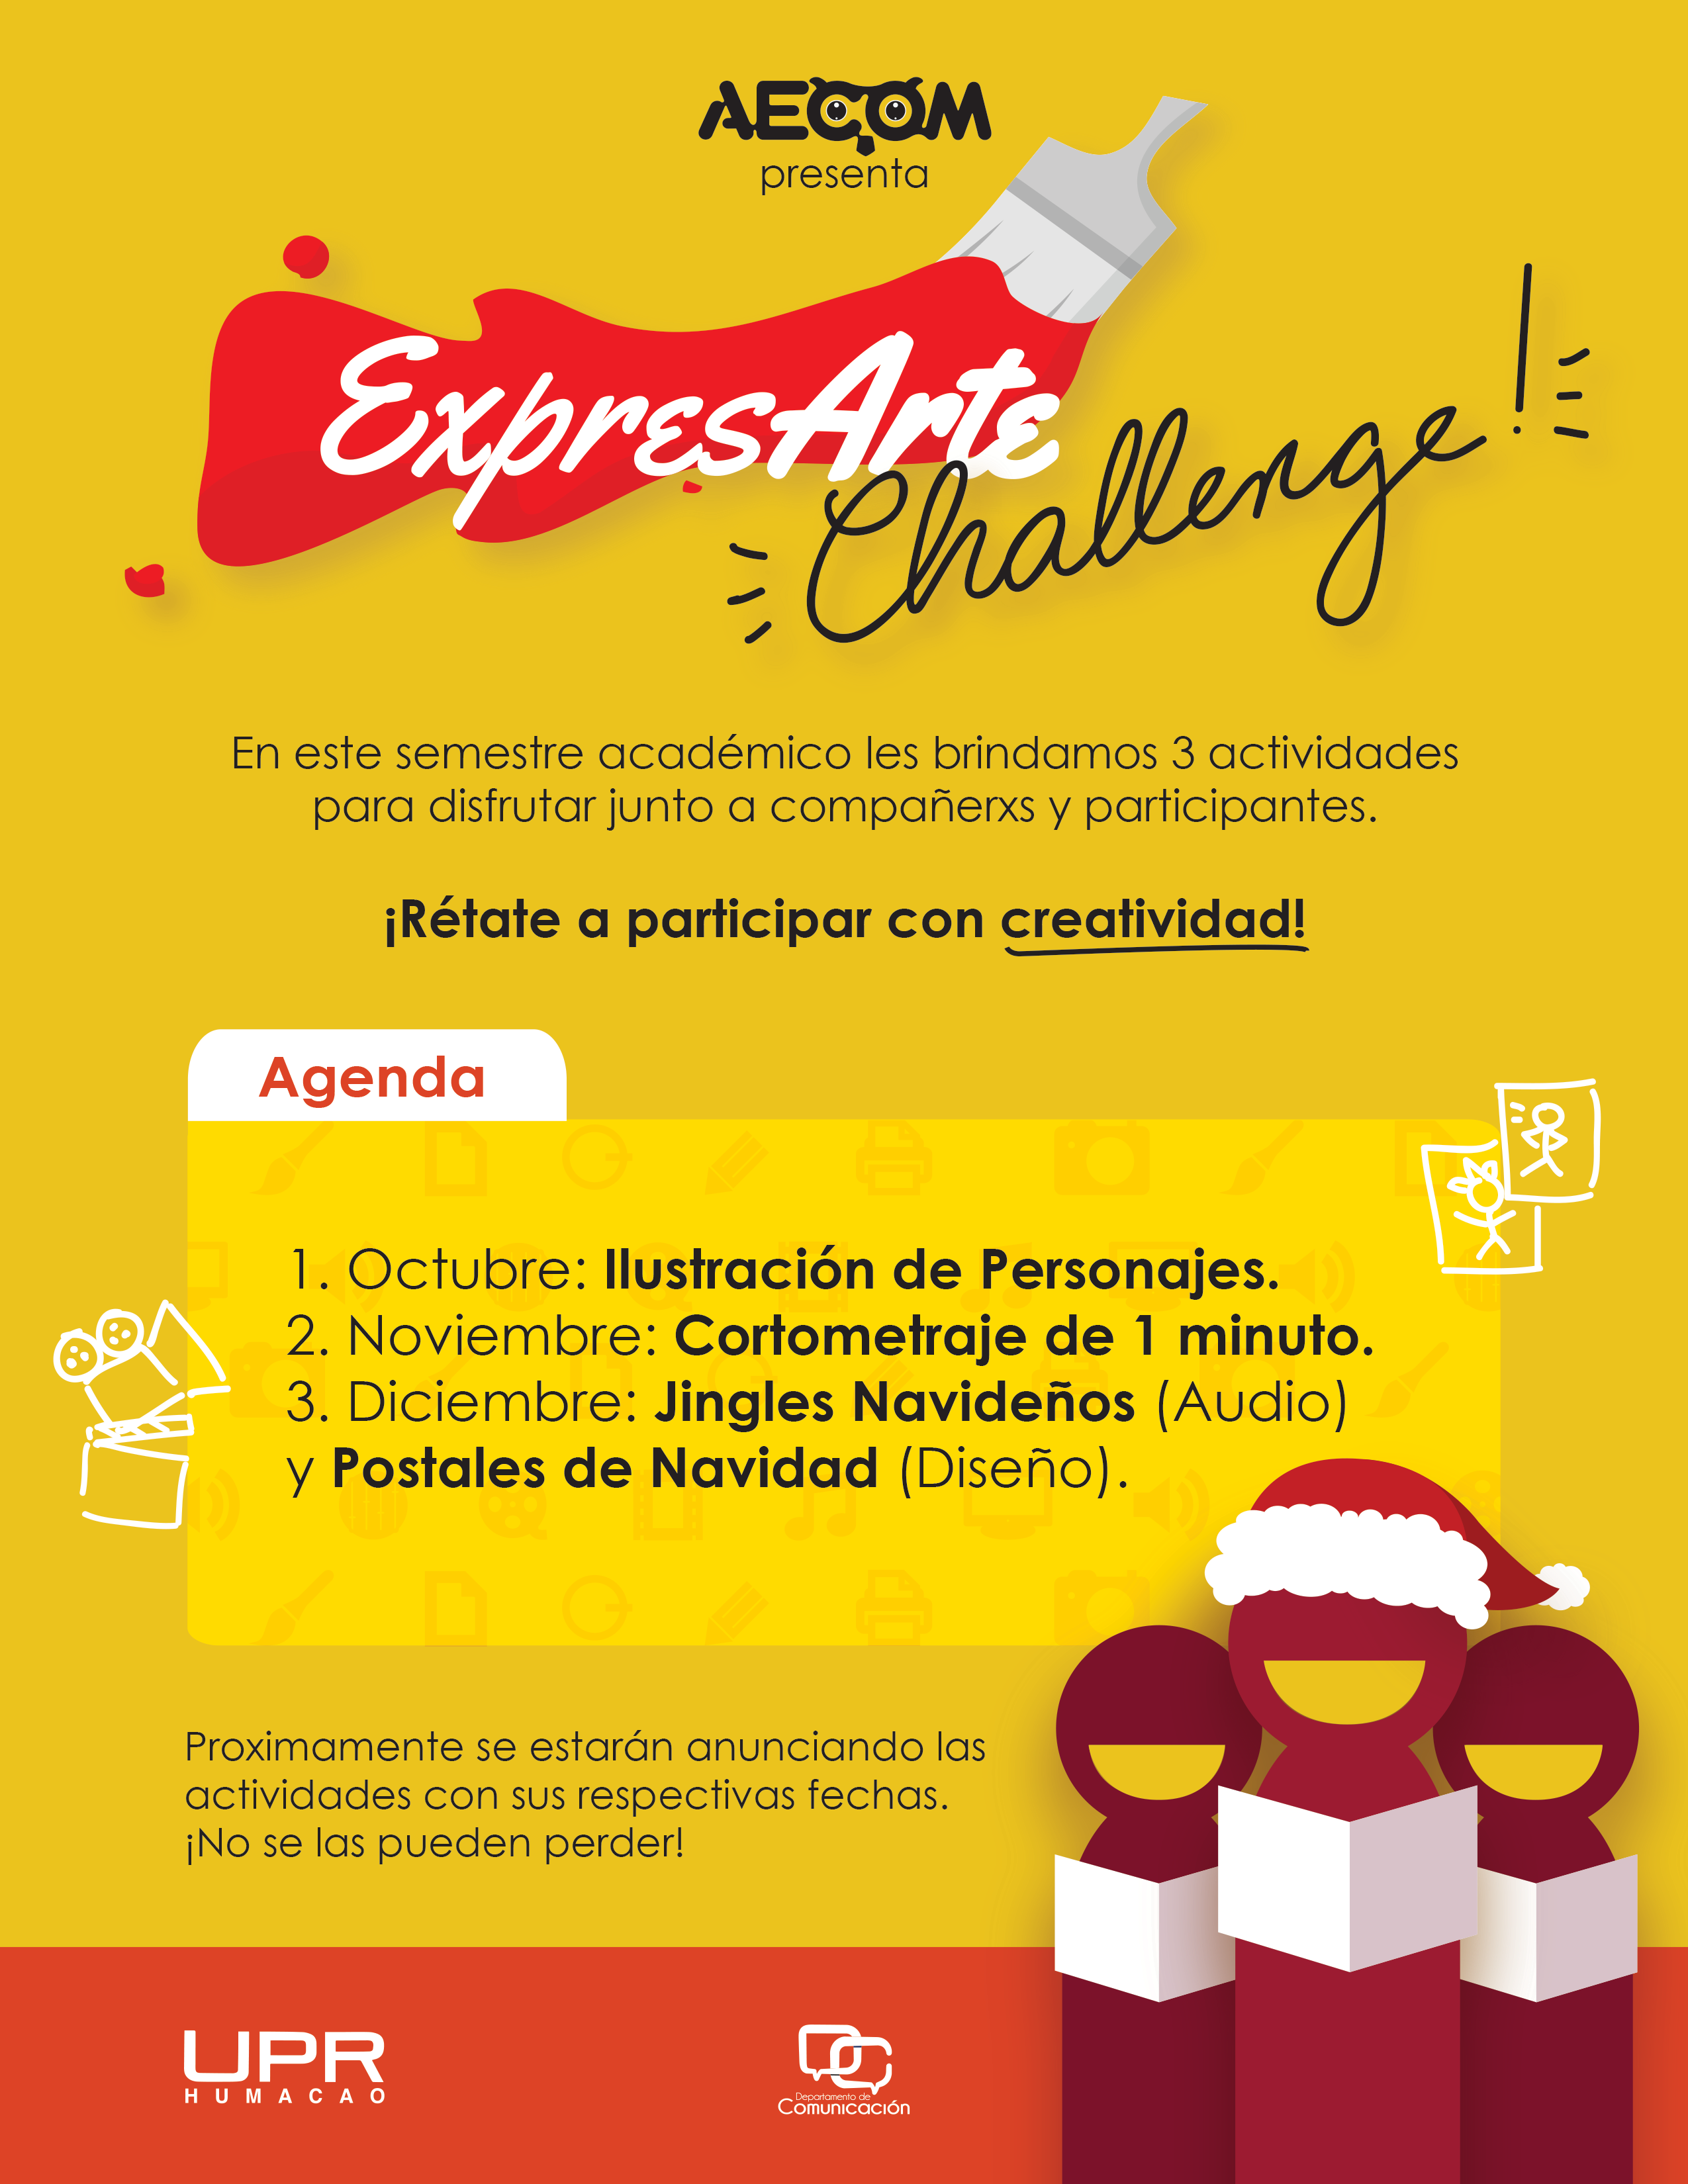 AECOM
presenta
ExpresArte
Challenge!
En este semestre académico les brindamos 3 actividades
para disfrutar junto a compañerxs y participantes.
¡Rétate a participar con creatividad!
Agenda
1. Octubre: Ilustración de Personajes.
2. Noviembre: Cortometraje de 1 minuto.
3. Diciembre: Jingles Navideños (Audio)
y Postales de Navidad (Diseño).
Proximamente se estarán anunciando las
actividades con sus respectivas fechas.
¡No se las pueden perder!
UPR
HUMACAO
DC
Departamento de
Comunicación